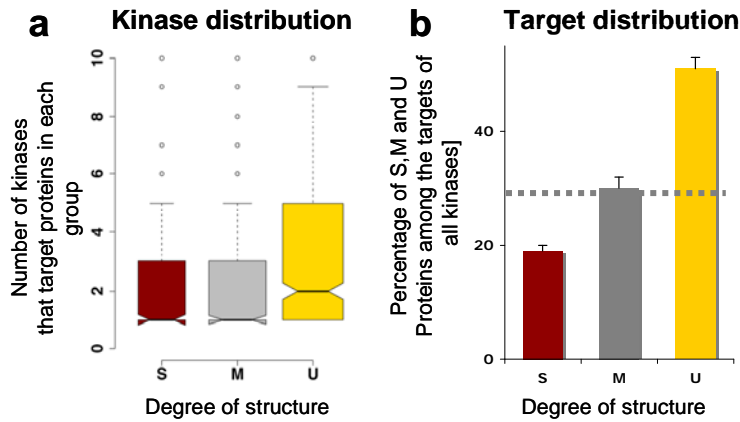 a Kinase distribution
Number of kinases
that target proteins in each
group
10
8
6
4
2
0
S M U
Degree of structure
b Target distribution
Percentage of S,M and U
Proteins among the targets of
all kinases]
40
20
0
S M U
Degree of structure